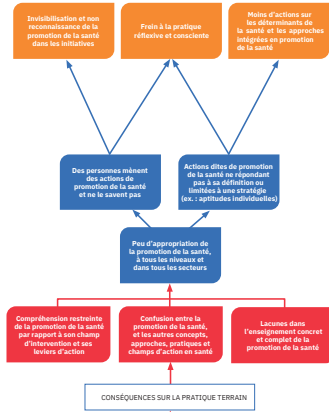 Invisibilisation et non
reconnaissance de la
promotion de la santé
dans les initiatives
Frein à la pratique
réflexive et consciente
Moins d'actions sur
les déterminants de
la santé et les approches
intégrées en promotion
de la santé
Des personnes mènent
des actions de
promotion de la santé
et ne le savent pas
Actions dites de promotion
de la santé ne répondant
pas à sa définition ou
limitées à une stratégie
(ex. : aptitudes individuelles)
Peu d'appropriation de
la promotion de la santé,
à tous les niveaux et
dans tous les secteurs
Compréhension restreinte
de la promotion de la santé
par rapport à son champ
d'intervention et ses
leviers d'action
Confusion entre la
promotion de la santé,
et les autres concepts,
approches, pratiques et
champs d'action en santé
Lacunes dans
l'enseignement concret
et complet de la
promotion de la santé
CONSÉQUENCES SUR LA PRATIQUE TERRAIN